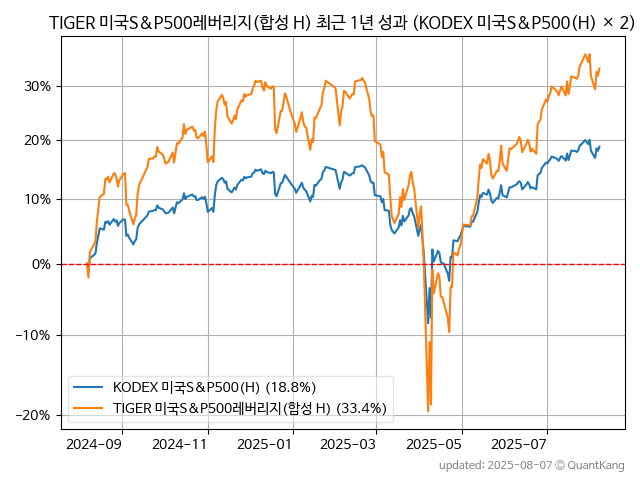 TIGER 미국S&P500레버리지(합성 H) 최근 1년 성과 (KODEX 미국S&P500(H) × 2)
30%
20%
10%
0%
−10%
−20%
KODEX 미국S&P500(H) (18.8%)
TIGER 미국S&P500레버리지(합성 H) (33.4%)
2024-09 2024-11 2025-01 2025-03 2025-05 2025-07
updated: 2025-08-07 © QuantKang